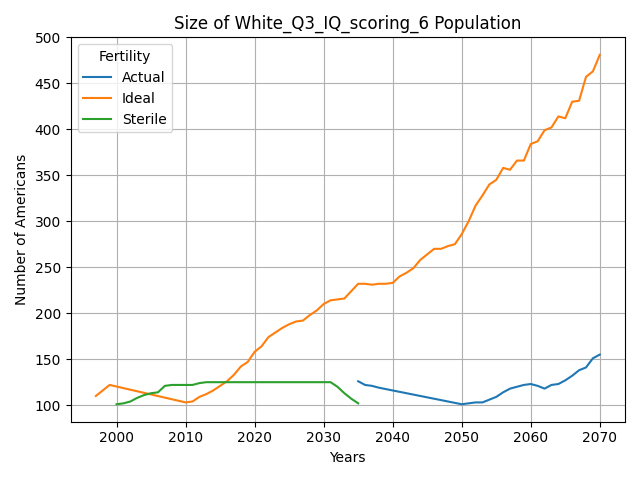 Size of White_Q3_IQ_scoring_6 Population
Fertility
Actual
Ideal
Sterile
Number of Americans
500
450
400
350
300
250
200
150
100
2000 2010 2020 2030 2040 2050 2060 2070
Years